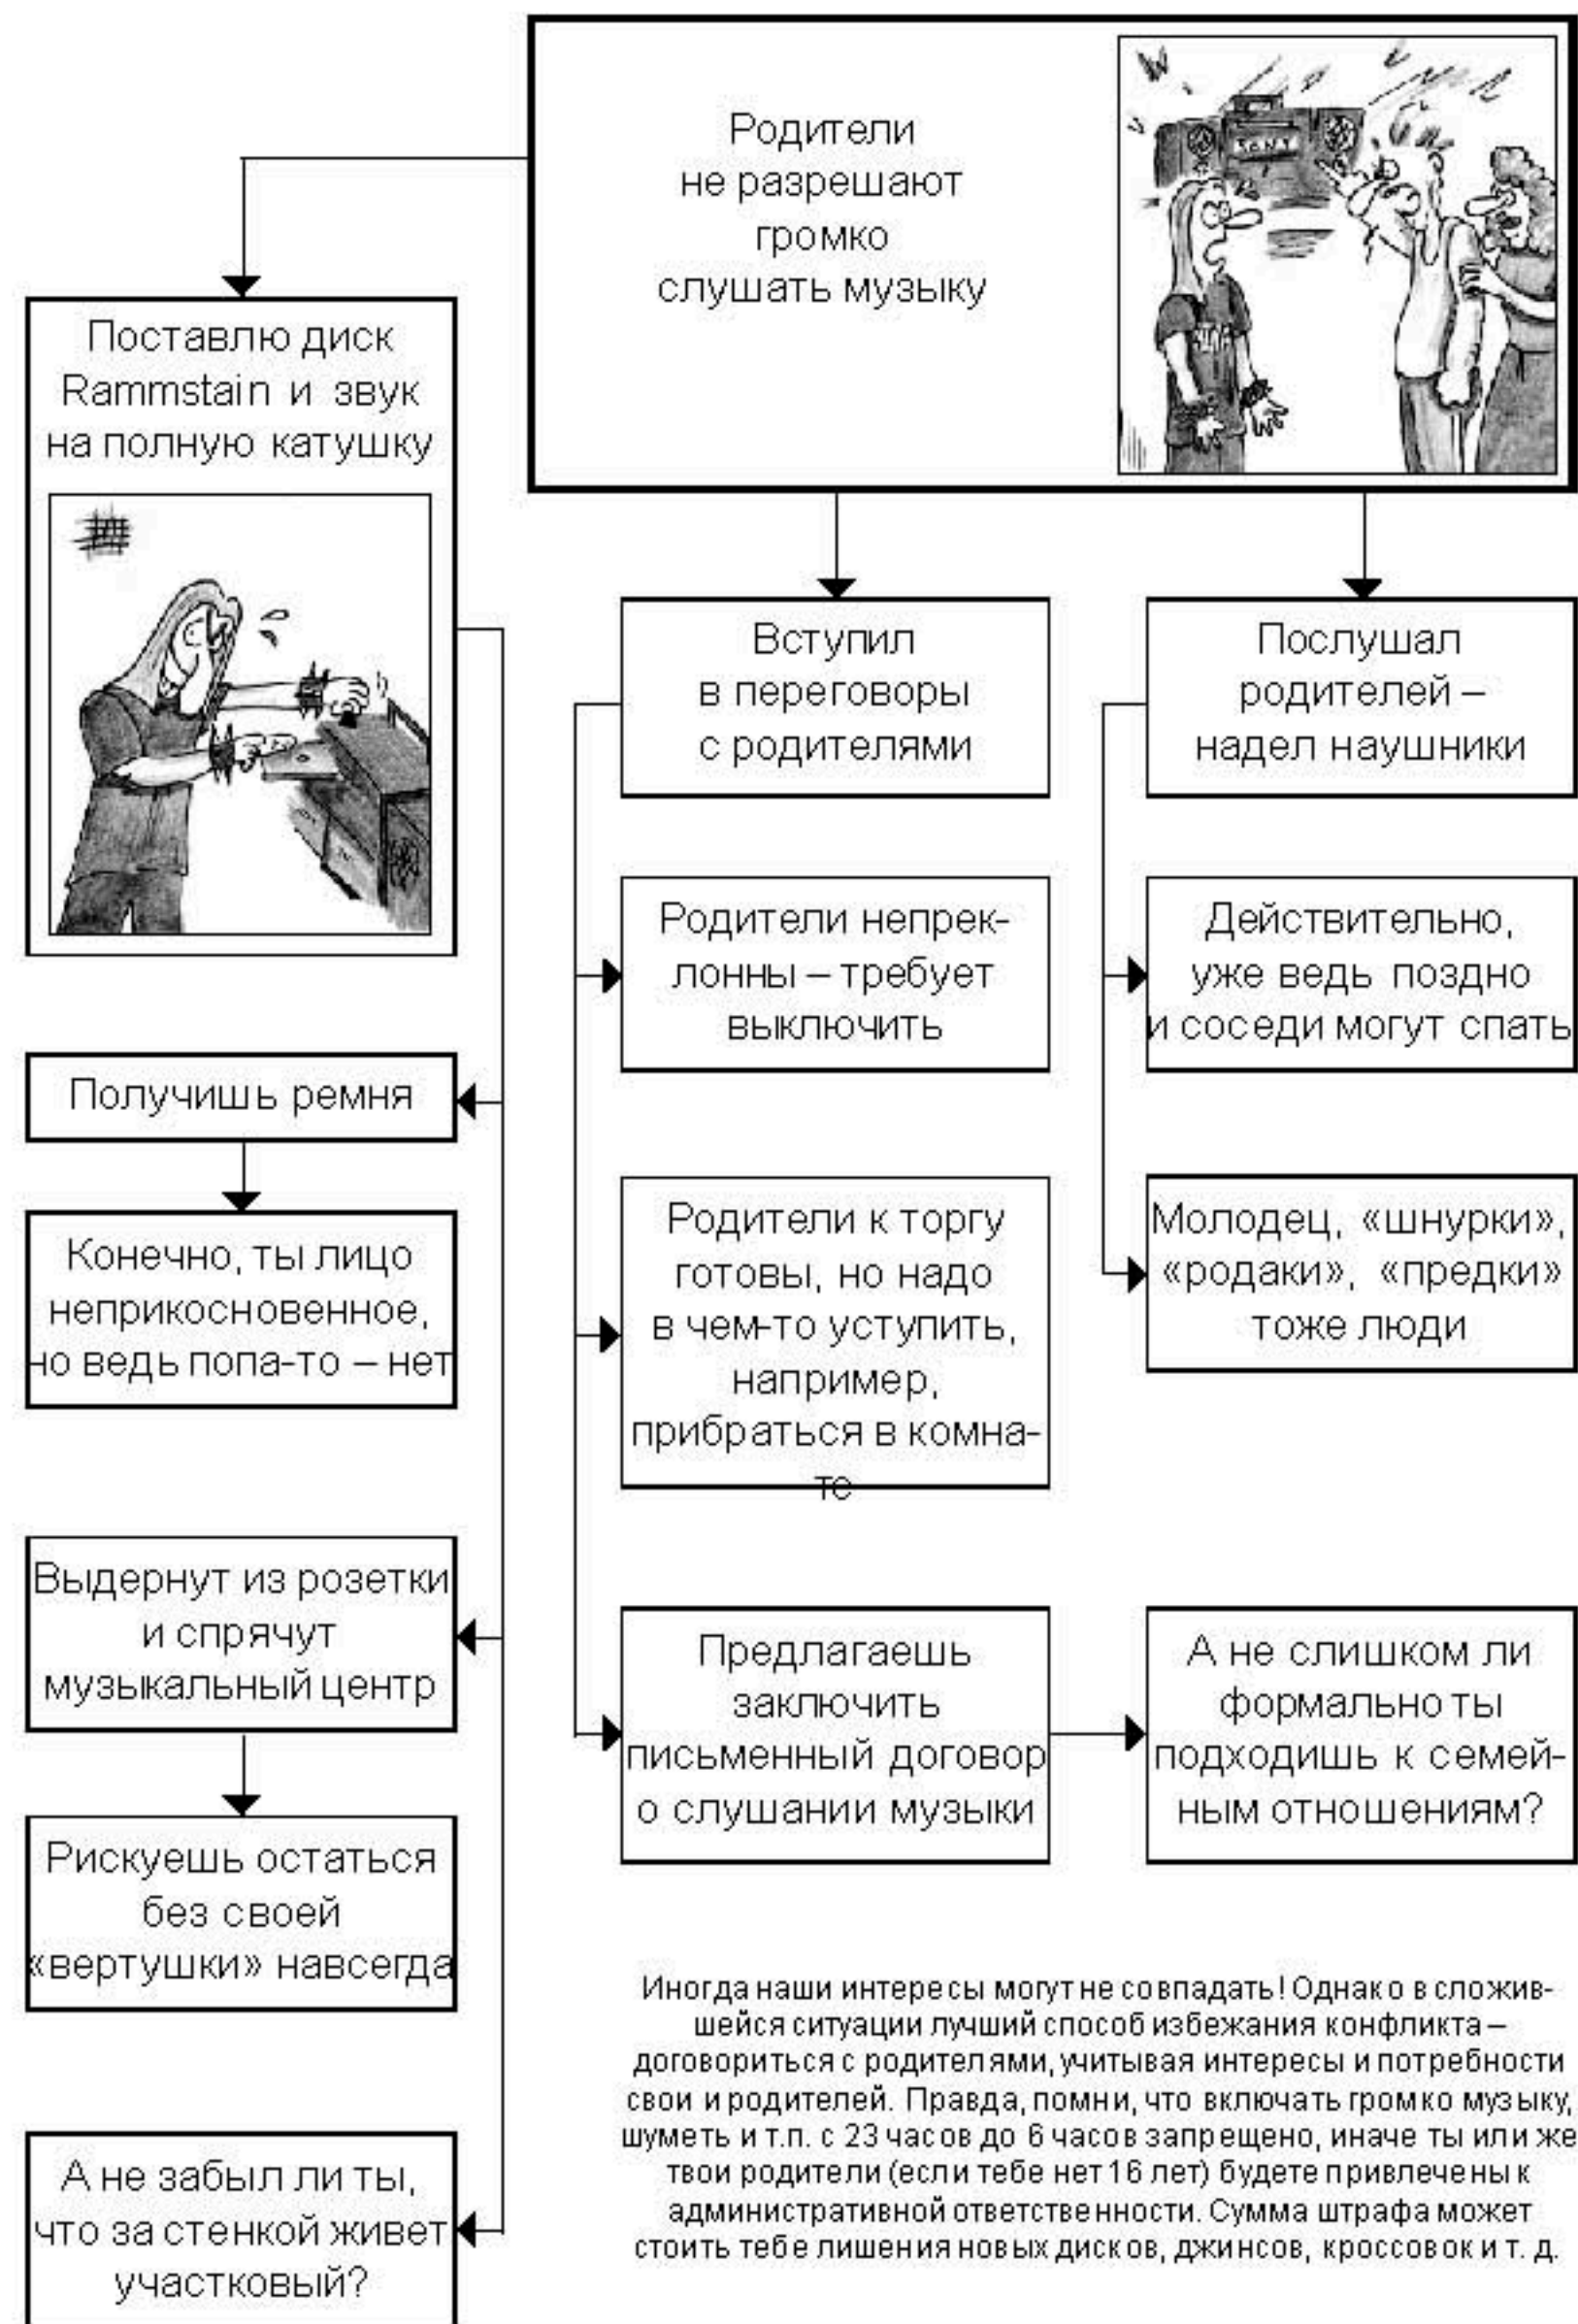 Родители
не разрешают
громко
слушать музыку
SONY
Поставлю диск
Rammstain и звук
на полную катушку
Вступил
в переговоры
с родителями
Послушал
родителей –
надел наушники
Родители непрек-
лонны – требует
выключить
Действительно,
уже ведь поздно
и соседи могут спать
Получишь ремня
Конечно, ты лицо
неприкосновенное,
но ведь попа-то – нет
Родители к торгу
готовы, но надо
в чем-то уступить,
например,
прибраться в комна-
те
Молодец, «шнурки»,
«родаки», «предки»
тоже люди
Выдернут из розетки
и спрячут
музыкальный центр
Рискуешь остаться
без своей
«вертушки» навсегда
Предлагаешь
заключить
письменный договор
о слушании музыки
А не слишком ли
формально ты
подходишь к семей-
ным отношениям?
А не забыл ли ты,
что за стенкой живет
участковый?
Иногда наши интересы могут не совпадать! Однако в сложив-
шейся ситуации лучший способ избежания конфликта –
договориться с родителями, учитывая интересы и потребности
свои и родителей. Правда, помни, что включать громко музыку,
шуметь и т.п. с 23 часов до 6 часов запрещено, иначе ты или же
твои родители (если тебе нет 16 лет) будете привлечены к
административной ответственности. Сумма штрафа может
стоить тебе лишения новых дисков, джинсов, кроссовок и т. д.